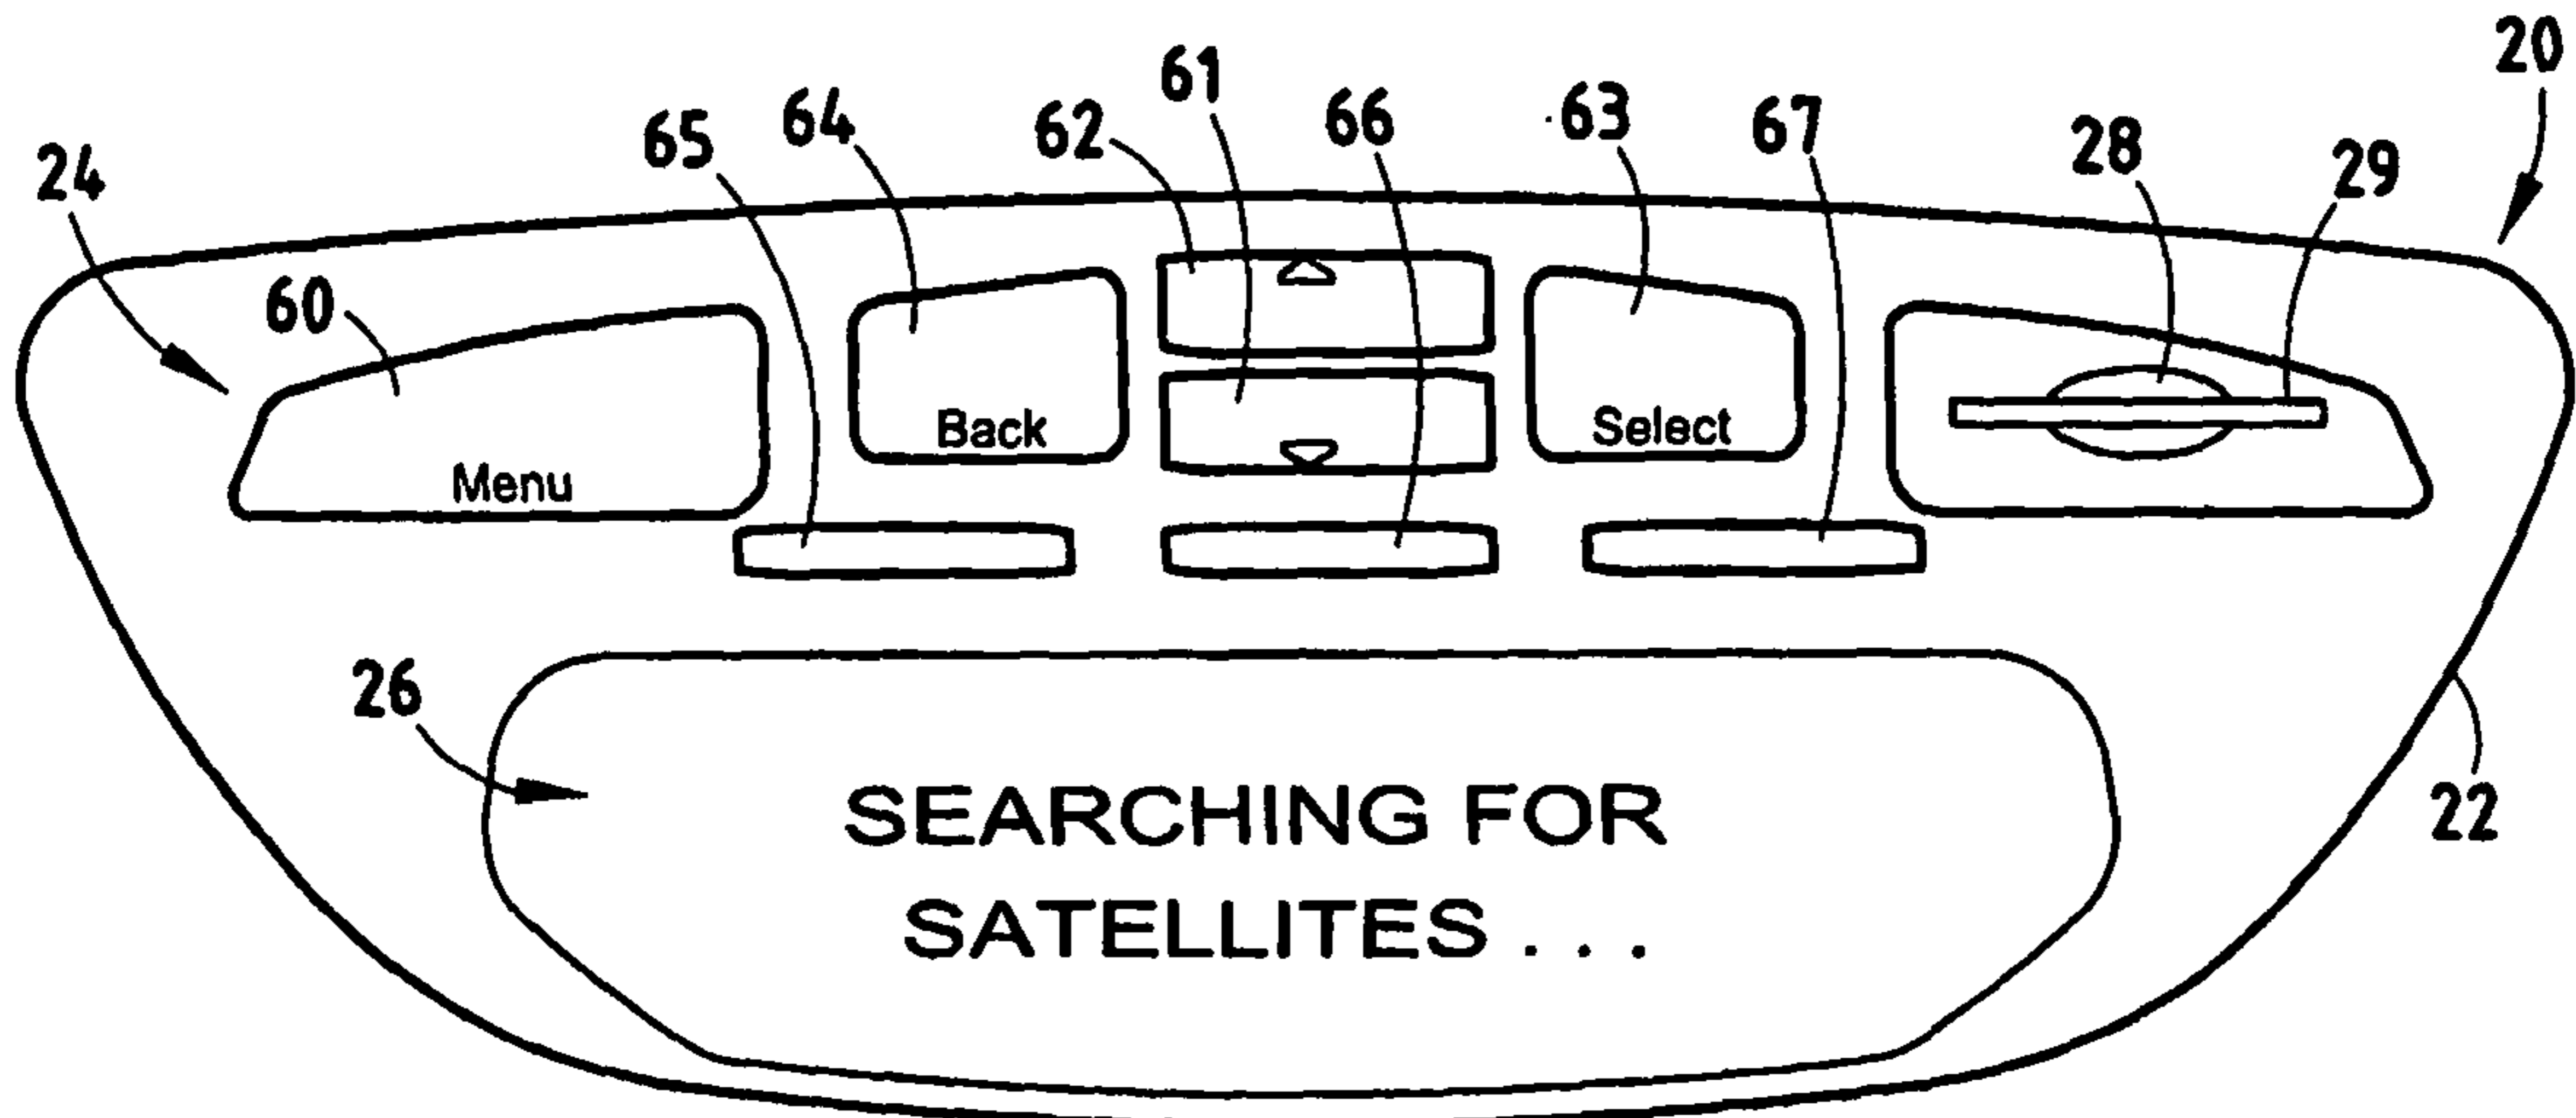 20
61
64
66
63
62
67
65
28
24
29
60
Back
Select
Menu
26
SEARCHING FOR
22
SATELLITES . . .